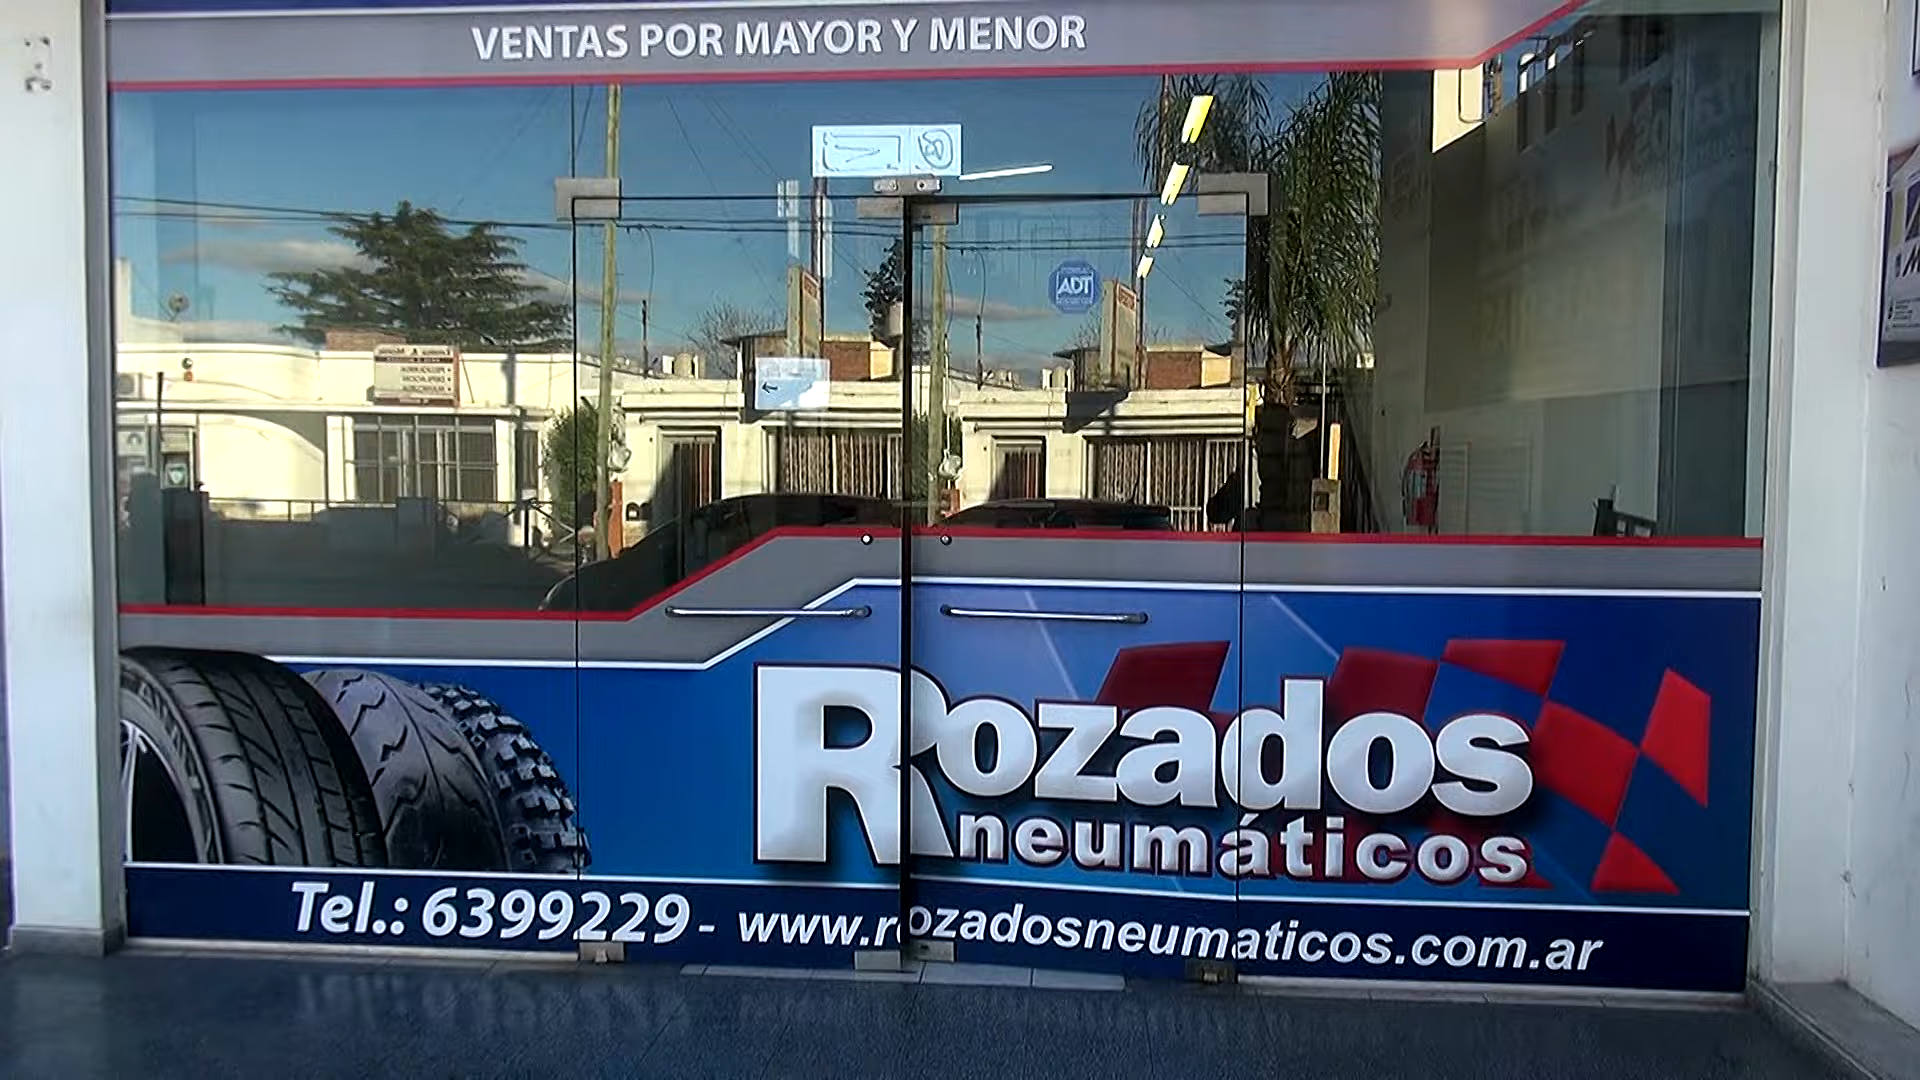 VENTAS POR MAYOR Y MENOR
ADT
Rozados
neumáticos
Tel.: 6399229 - www.rozadosneumaticos.com.ar